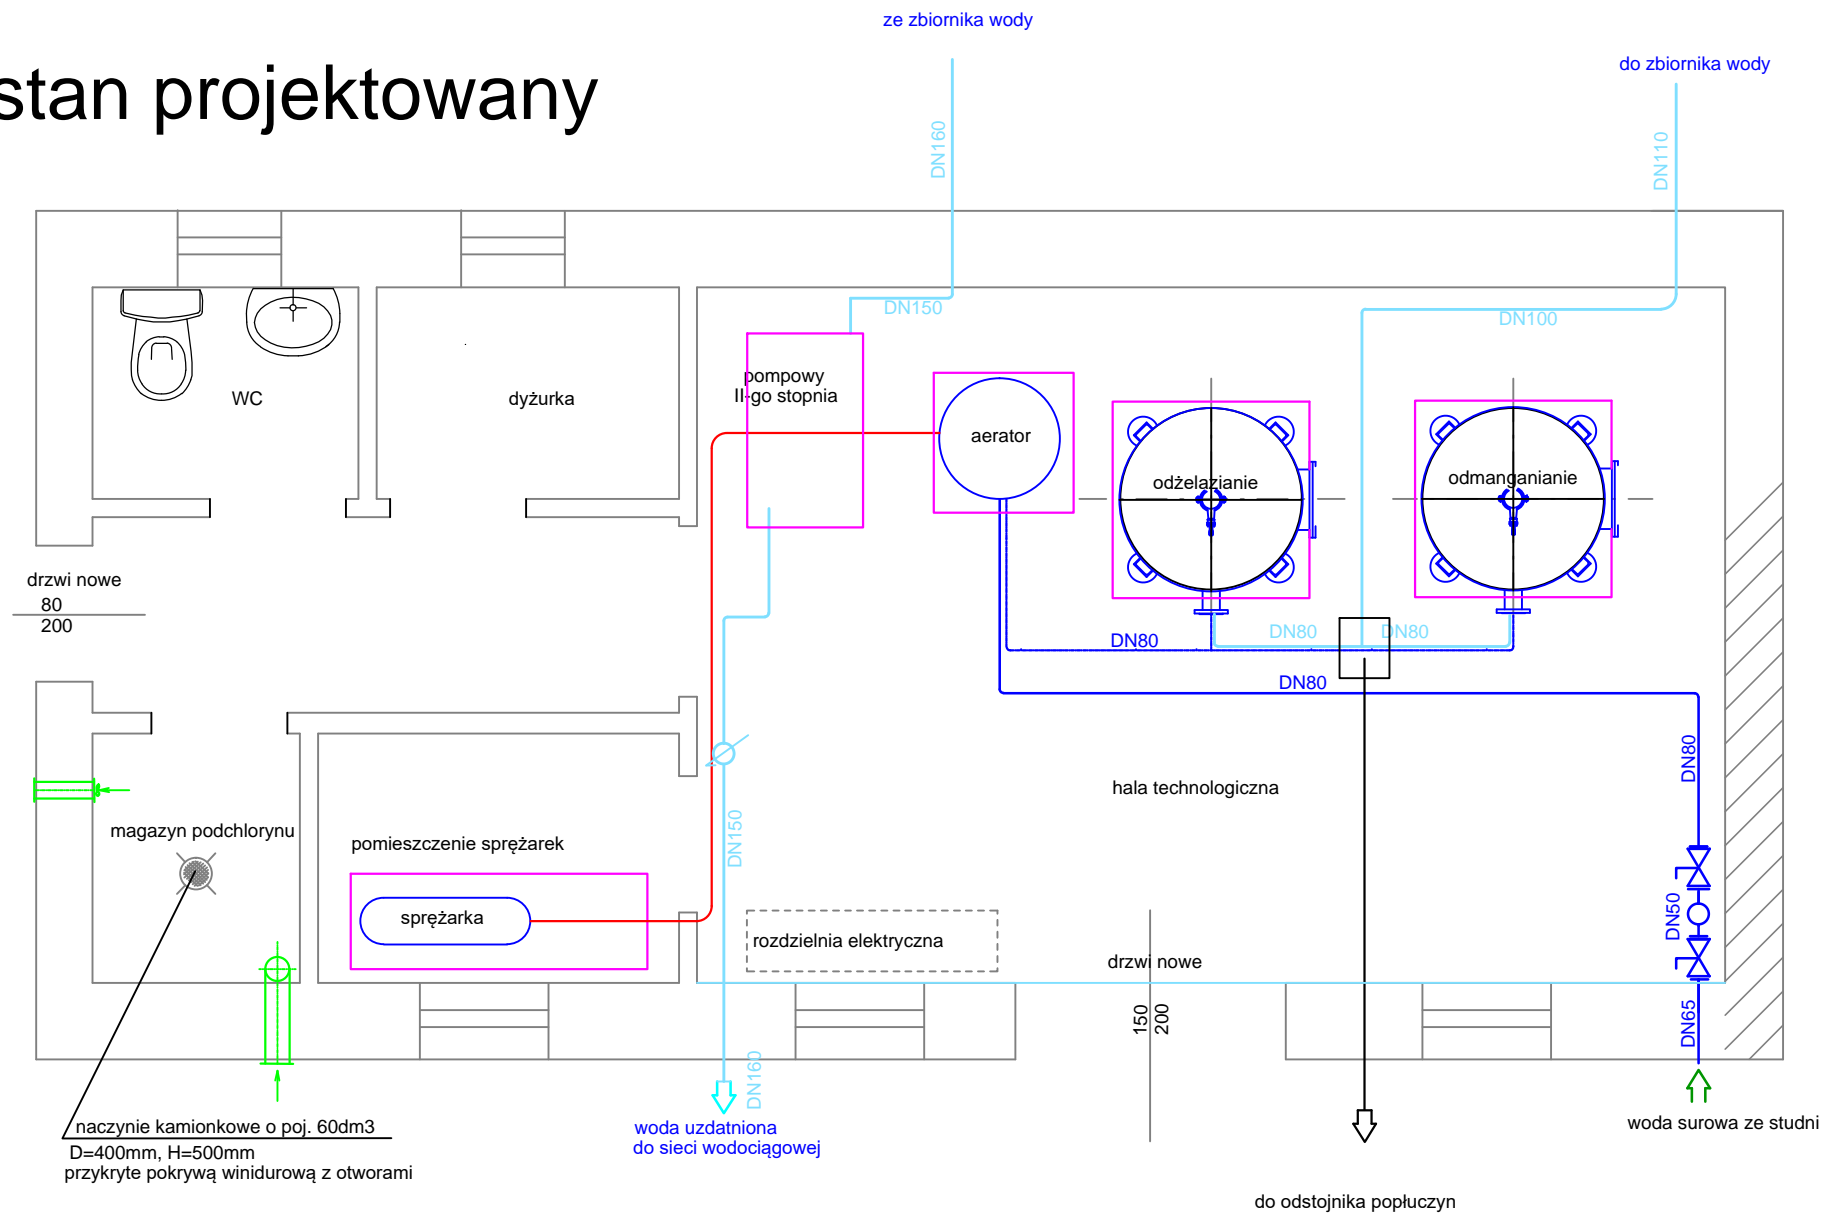 ze zbiornika wody
do zbiornika wody
stan projektowany
DN160
DN110
DN150
DN100
WC
dyżurka
pompowy
II-go stopnia
aerator
odżelazianie
odmanganianie
drzwi nowe
80
200
DN80
DN80
DN80
DN80
DN80
hala technologiczna
magazyn podchlorynu
pomieszczenie sprężarek
DN150
sprężarka
rozdzielnia elektryczna
drzwi nowe
150
200
DN50
DN65
DN160
naczynie kamionkowe o poj. 60dm3
D=400mm, H=500mm
przykryte pokrywą winidurową z otworami
woda uzdatniona
do sieci wodociągowej
woda surowa ze studni
do odstojnika popłuczyn